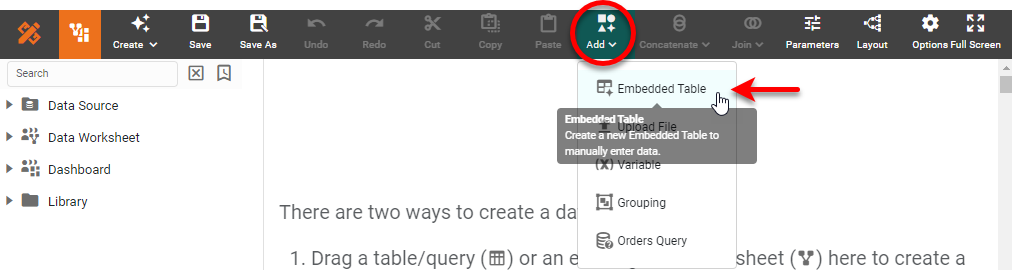 Create Save Save As Undo Redo Cut Copy Paste Add Concatenate Join Parameters Layout Options Full Screen
Search
Data Source
Data Worksheet
Dashboard
Library
Embedded Table
Embedded Table
Create a new Embedded Table to
manually enter data.
Upload File
(x) Variable
Grouping
Orders Query
There are two ways to create a da
1. Drag a table/query ( ) or an e sheet ( ) here to create a